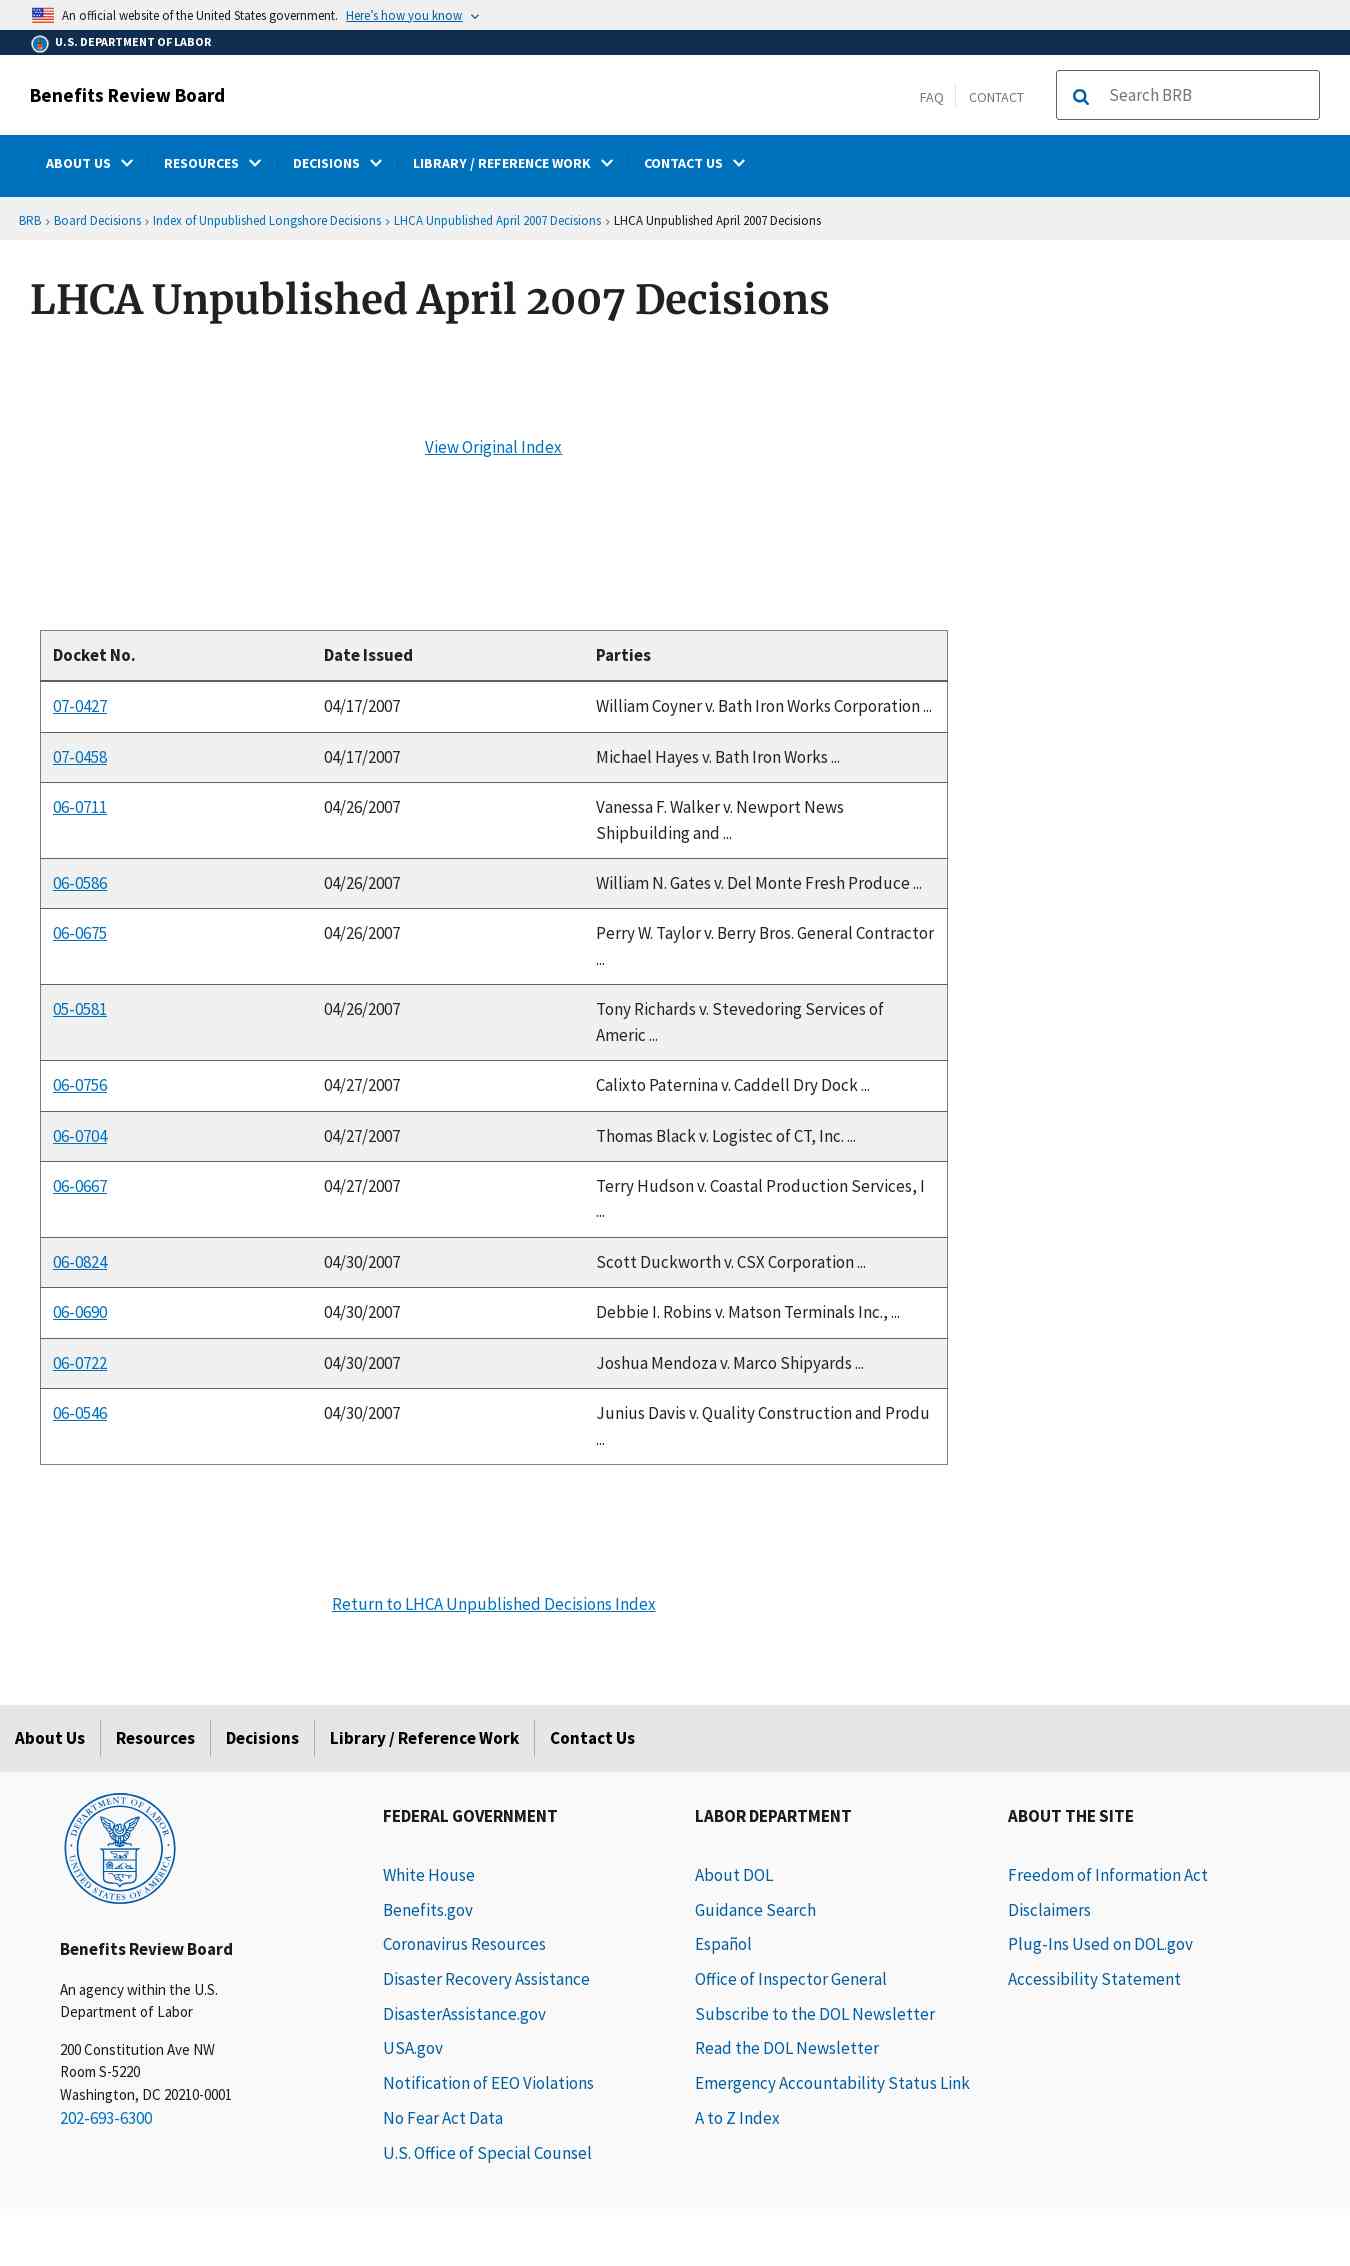 An official website of the United States government. Here's how you know
U.S. DEPARTMENT OF LABOR
Benefits Review Board
FAQ
CONTACT
Search BRB
ABOUT US
RESOURCES
DECISIONS
LIBRARY / REFERENCE WORK
CONTACT US
BRB › Board Decisions › Index of Unpublished Longshore Decisions › LHCA Unpublished April 2007 Decisions › LHCA Unpublished April 2007 Decisions
LHCA Unpublished April 2007 Decisions
View Original Index
Docket No. Date Issued Parties
07-0427 04/17/2007 William Coyner v. Bath Iron Works Corporation ...
07-0458 04/17/2007 Michael Hayes v. Bath Iron Works ...
06-0711 04/26/2007 Vanessa F. Walker v. Newport News
Shipbuilding and ...
06-0586 04/26/2007 William N. Gates v. Del Monte Fresh Produce ...
06-0675 04/26/2007 Perry W. Taylor v. Berry Bros. General Contractor
...
05-0581 04/26/2007 Tony Richards v. Stevedoring Services of
Americ ...
06-0756 04/27/2007 Calixto Paternina v. Caddell Dry Dock ...
06-0704 04/27/2007 Thomas Black v. Logistec of CT, Inc. ...
06-0667 04/27/2007 Terry Hudson v. Coastal Production Services, I
...
06-0824 04/30/2007 Scott Duckworth v. CSX Corporation ...
06-0690 04/30/2007 Debbie I. Robins v. Matson Terminals Inc., ...
06-0722 04/30/2007 Joshua Mendoza v. Marco Shipyards ...
06-0546 04/30/2007 Junius Davis v. Quality Construction and Produ
...
Return to LHCA Unpublished Decisions Index
About Us
Resources
Decisions
Library / Reference Work
Contact Us
DEPARTMENT OF LABOR
UNITED STATES OF AMERICA
Benefits Review Board
An agency within the U.S.
Department of Labor
200 Constitution Ave NW
Room S-5220
Washington, DC 20210-0001
202-693-6300
FEDERAL GOVERNMENT
White House
Benefits.gov
Coronavirus Resources
Disaster Recovery Assistance
DisasterAssistance.gov
USA.gov
Notification of EEO Violations
No Fear Act Data
U.S. Office of Special Counsel
LABOR DEPARTMENT
About DOL
Guidance Search
Español
Office of Inspector General
Subscribe to the DOL Newsletter
Read the DOL Newsletter
Emergency Accountability Status Link
A to Z Index
ABOUT THE SITE
Freedom of Information Act
Disclaimers
Plug-Ins Used on DOL.gov
Accessibility Statement